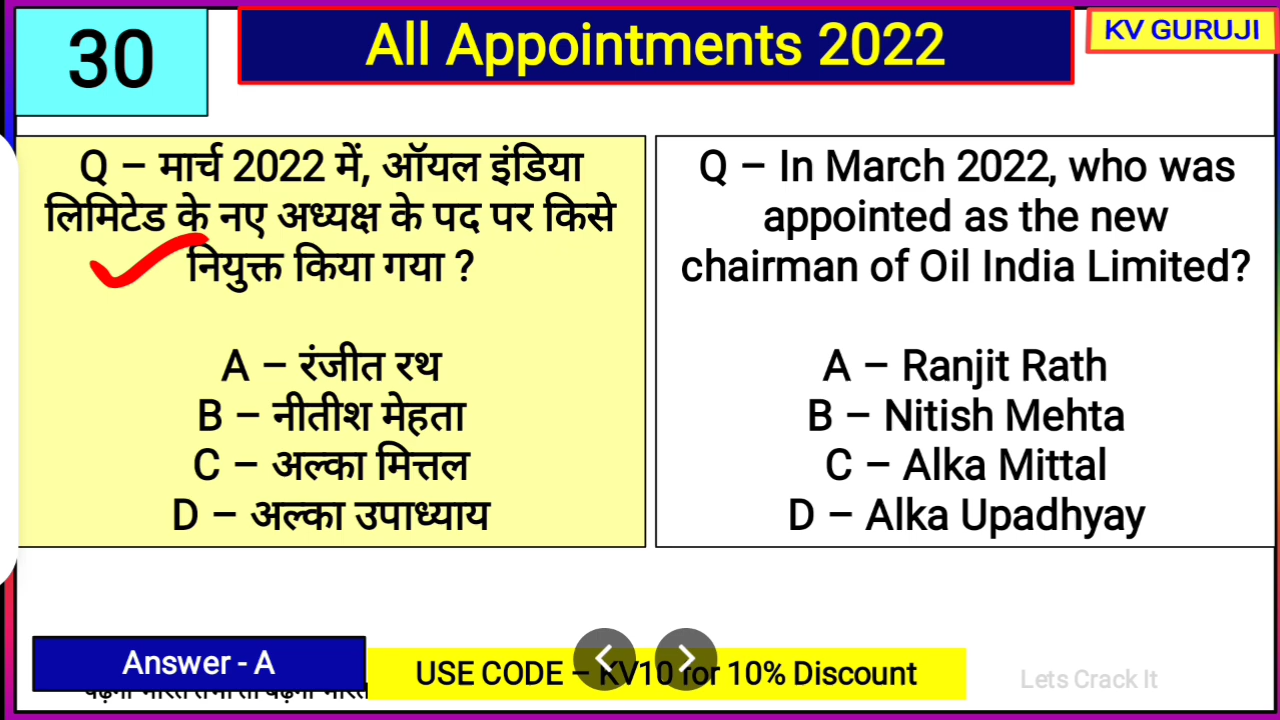 30
All Appointments 2022
KV GURUJI
Q – मार्च 2022 में, ऑयल इंडिया
लिमिटेड के नए अध्यक्ष के पद पर किसे
नियुक्त किया गया ?
A – रंजीत रथ
B – नीतीश मेहता
C – अल्का मित्तल
D – अल्का उपाध्याय
Q – In March 2022, who was
appointed as the new
chairman of Oil India Limited?
A – Ranjit Rath
B – Nitish Mehta
C – Alka Mittal
D – Alka Upadhyay
Answer - A
USE CODE – KV10 for 10% Discount
Lets Crack It